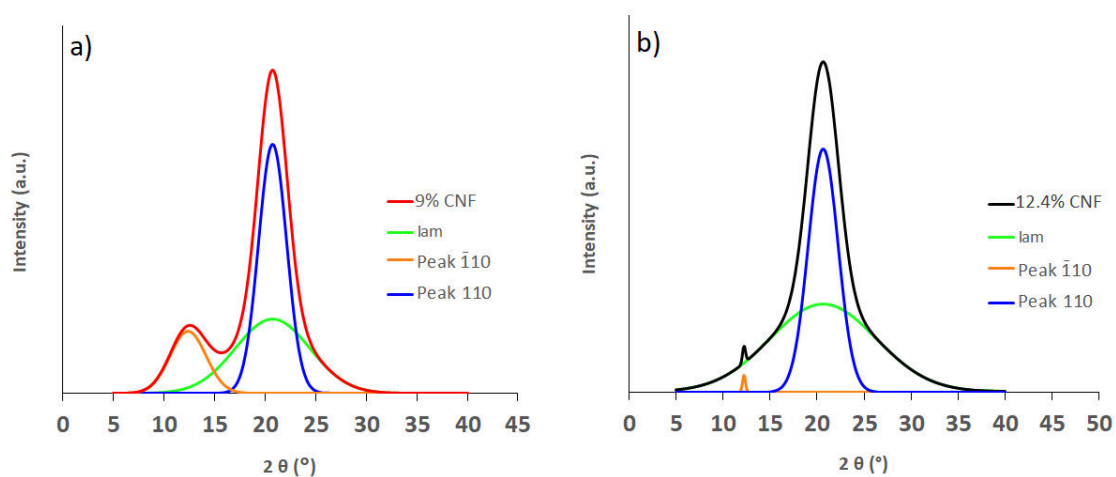 a)
Intensity (a.u.)
9% CNF
Iam
Peak ī10
Peak 110
0 5 10 15 20 25 30 35 40 45
2 θ (°)
b)
Intensity (a.u.)
12.4% CNF
Iam
Peak ī10
Peak 110
0 5 10 15 20 25 30 35 40 45 50
2 θ (°)